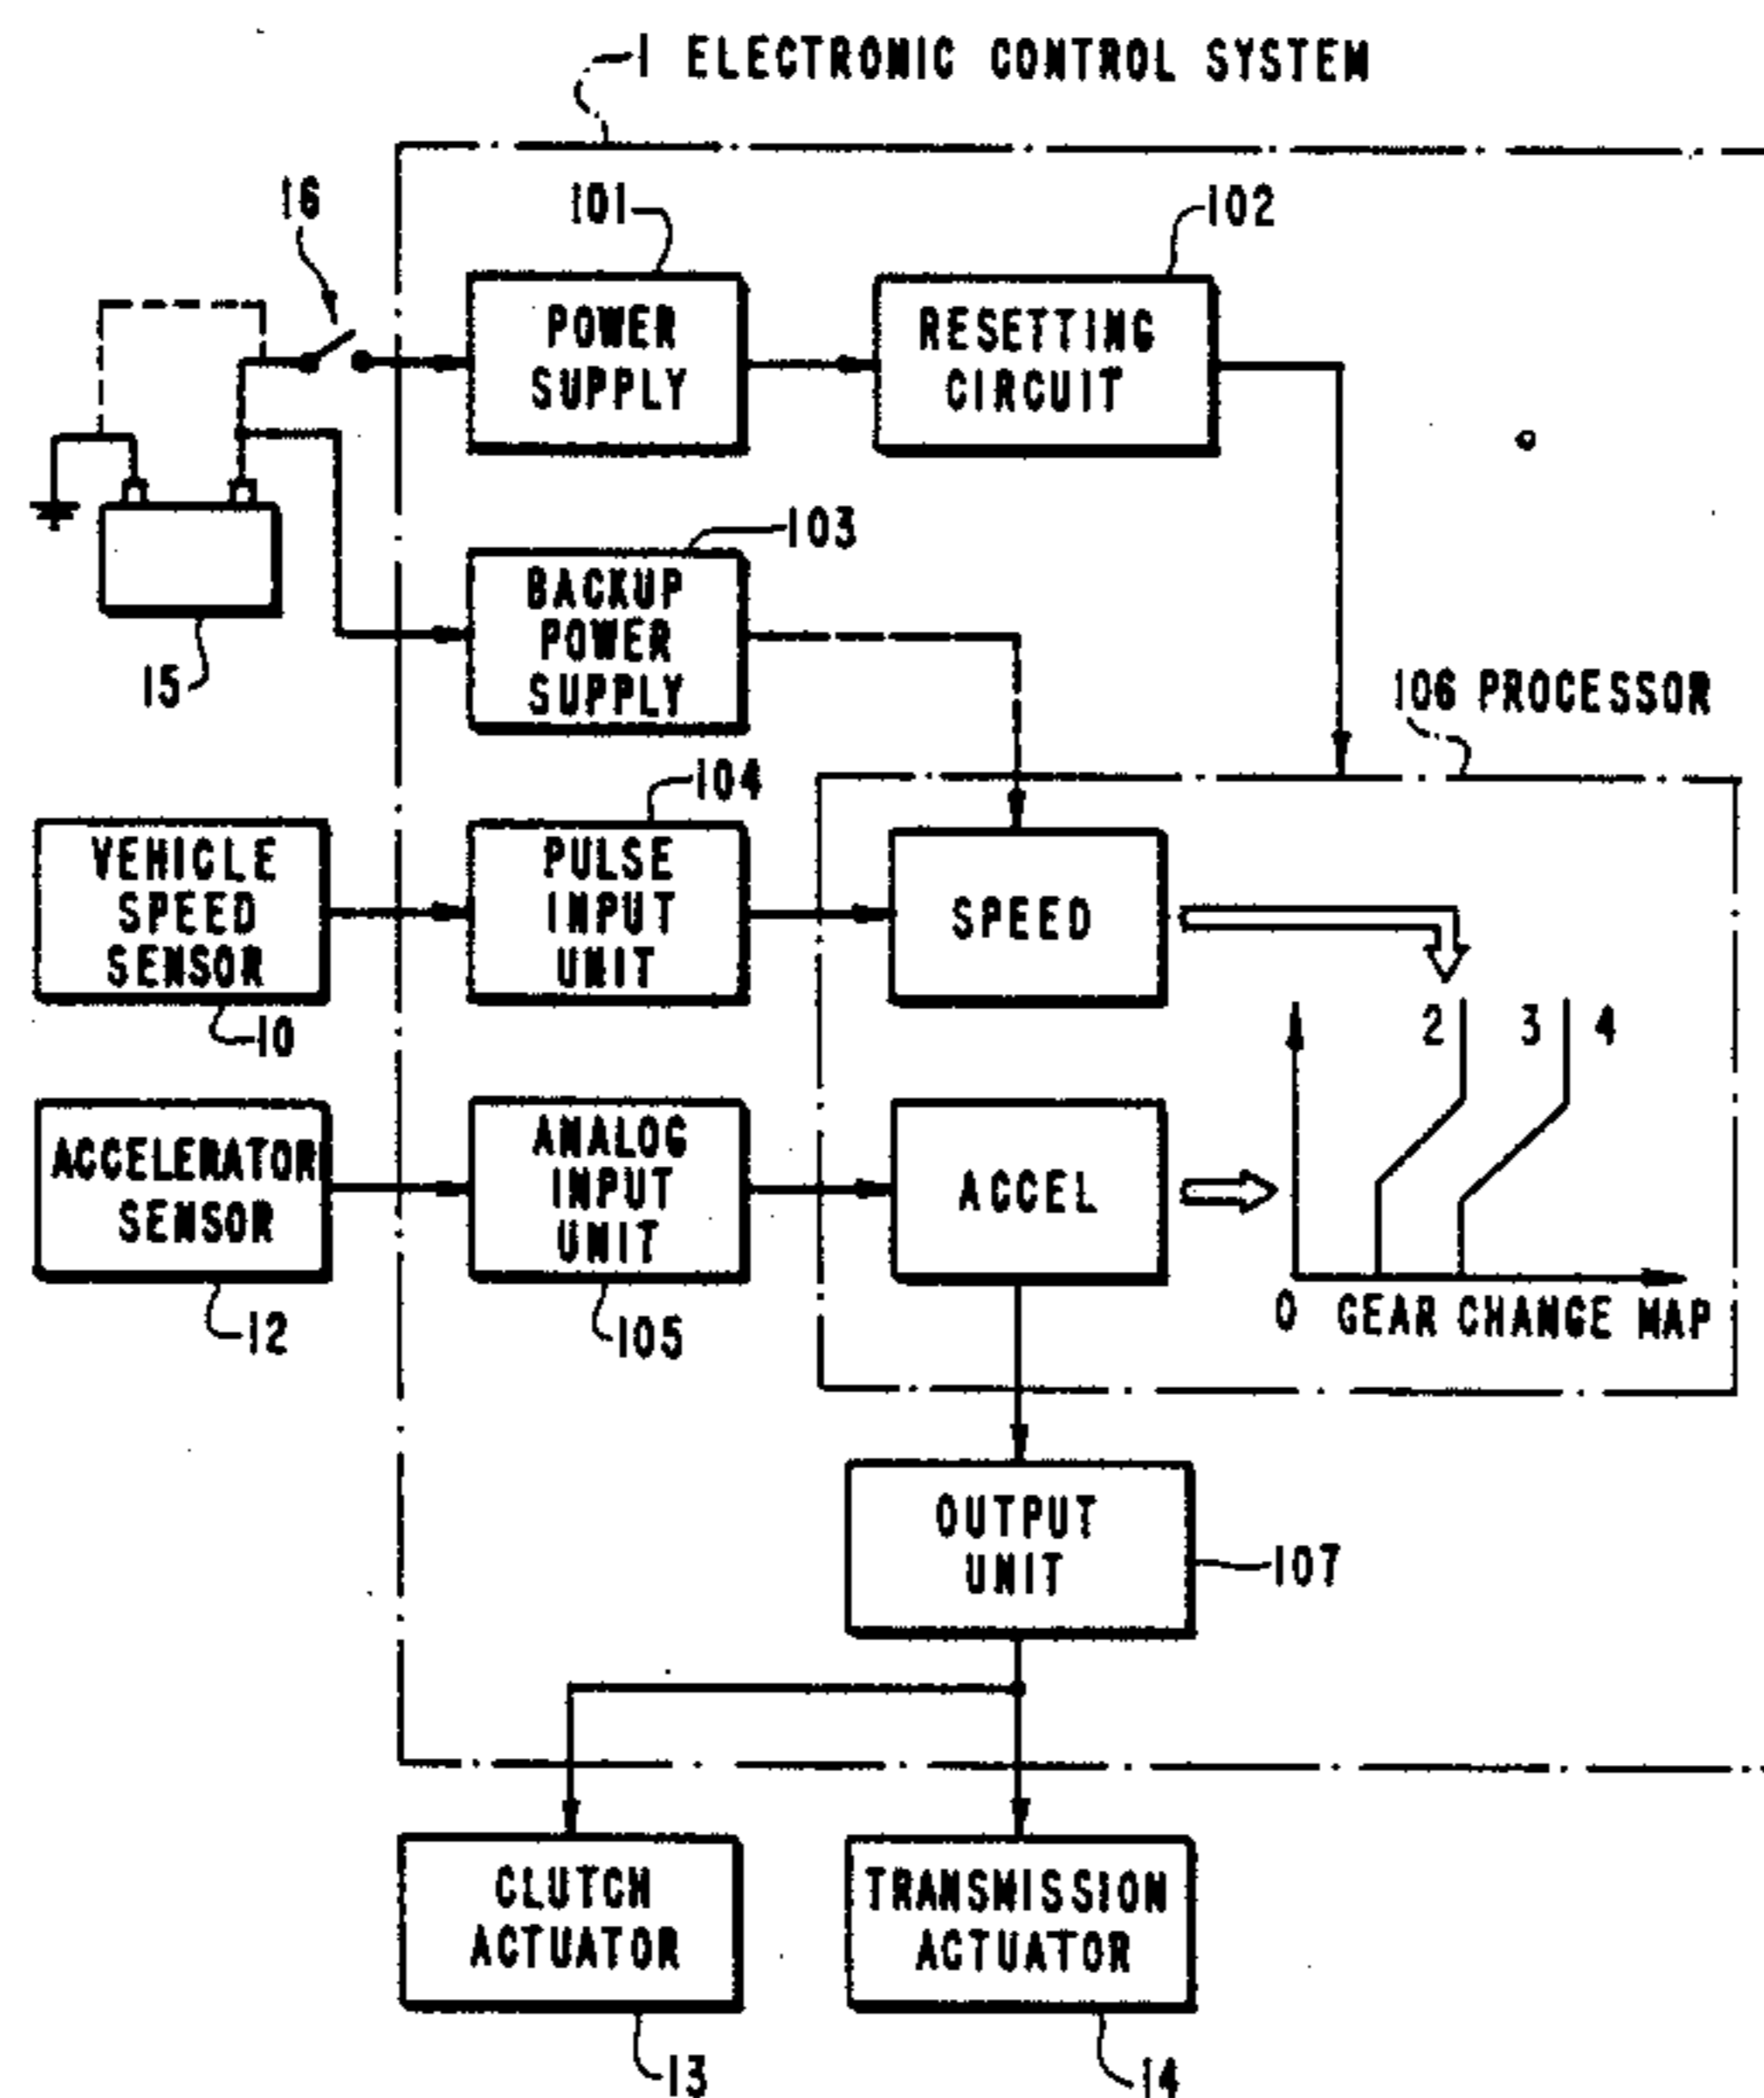 1 ELECTRONIC CONTROL SYSTEM
16
101
102
POWER
SUPPLY
RESETTING
CIRCUIT
103
BACKUP
POWER
SUPPLY
15
106 PROCESSOR
104
VEHICLE
SPEED
SENSOR
PULSE
INPUT
UNIT
SPEED
10
2 3 4
ACCELERATOR
SENSOR
ANALOG
INPUT
UNIT
ACCEL
12
105
0 GEAR CHANGE MAP
OUTPUT
UNIT
107
CLUTCH
ACTUATOR
TRANSMISSION
ACTUATOR
13
14